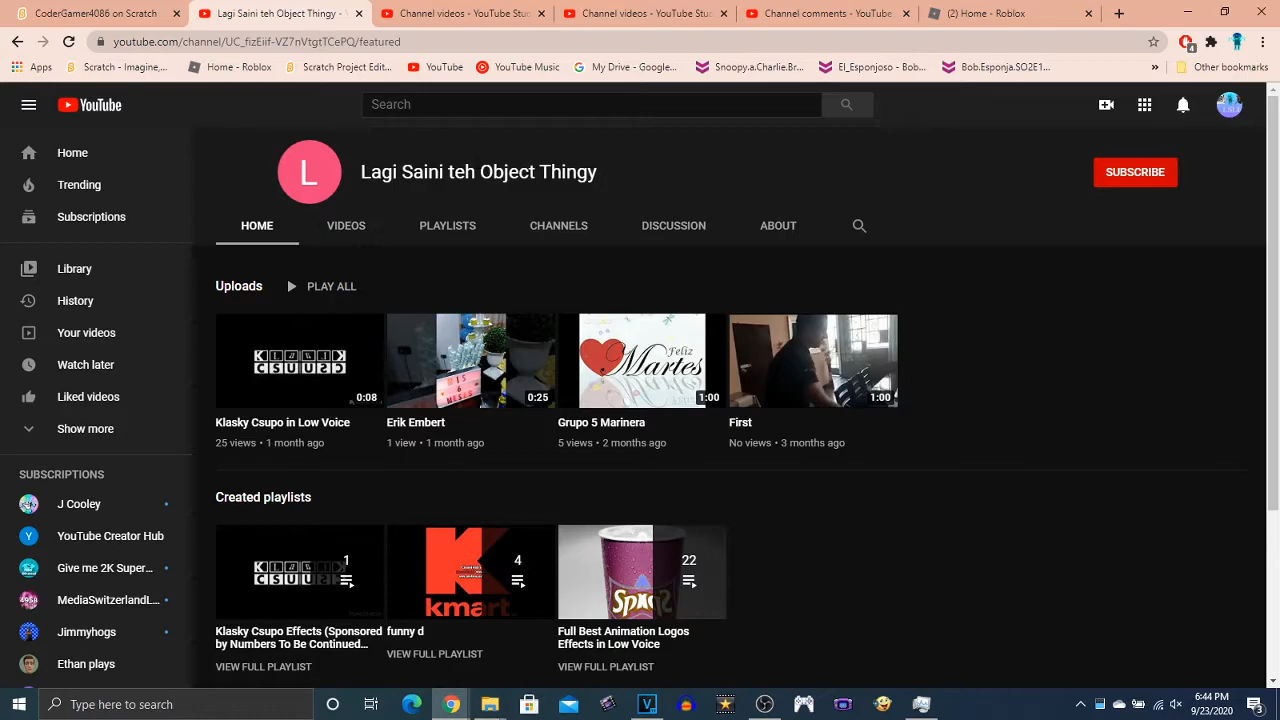 Coder4086 on Scratch
Lagi Saini teh Object Thingy -
Channel content - YouTube Stud
Channel content - YouTube Stud
Channel comments - YouTube
(2) Home - Roblox
youtube.com/channel/UC_fizEiif-VZ7nVtgtTCePQ/featured
4
Apps
Scratch - Imagine,...
Home - Roblox
Scratch Project Edit...
YouTube
YouTube Music
My Drive - Google...
Snoopy.a.Charlie.Br...
El_Esponjoso - Bob...
Bob.Esponja.SO2E1...
»
Other bookmarks
YouTube
Search
Home
Trending
Subscriptions
Library
History
Your videos
Watch later
Liked videos
Show more
SUBSCRIPTIONS
J Cooley
Y
YouTube Creator Hub
Give me 2K Super...
MediaSwitzerlandL...
Jimmyhogs
Ethan plays
L
Lagi Saini teh Object Thingy
SUBSCRIBE
HOME
VIDEOS
PLAYLISTS
CHANNELS
DISCUSSION
ABOUT
Uploads
PLAY ALL
0:08
0:25
Feliz
Martes
1:00
1:00
Klasky Csupo in Low Voice
Erik Embert
Grupo 5 Marinera
First
25 views • 1 month ago
1 view • 1 month ago
5 views • 2 months ago
No views • 3 months ago
Created playlists
1
4
kmart
22
Klasky Csupo Effects (Sponsored
by Numbers To Be Continued...
VIEW FULL PLAYLIST
funny d
VIEW FULL PLAYLIST
Full Best Animation Logos
Effects in Low Voice
VIEW FULL PLAYLIST
Type here to search
6:44 PM
9/23/2020
3